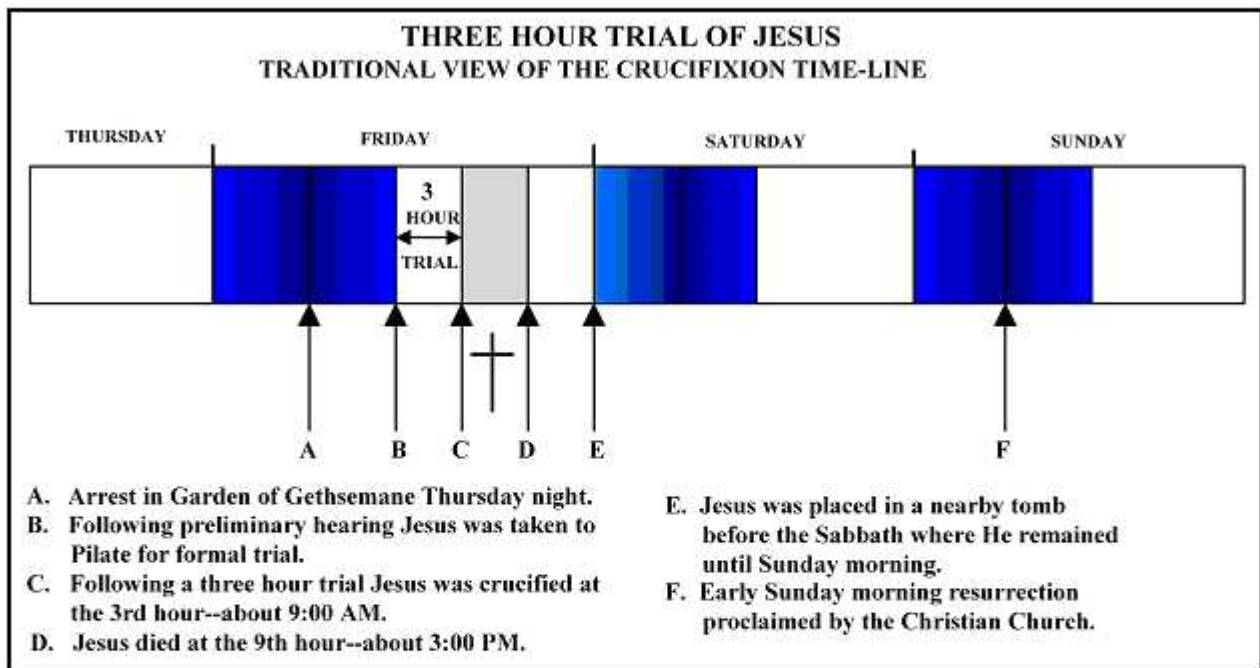 THREE HOUR TRIAL OF JESUS
TRADITIONAL VIEW OF THE CRUCIFIXION TIME-LINE
THURSDAY FRIDAY SATURDAY SUNDAY
3
HOUR
TRIAL
A B C D E F
A. Arrest in Garden of Gethsemane Thursday night.
B. Following preliminary hearing Jesus was taken to
Pilate for formal trial.
C. Following a three hour trial Jesus was crucified at
the 3rd hour--about 9:00 AM.
D. Jesus died at the 9th hour--about 3:00 PM.
E. Jesus was placed in a nearby tomb
before the Sabbath where He remained
until Sunday morning.
F. Early Sunday morning resurrection
proclaimed by the Christian Church.